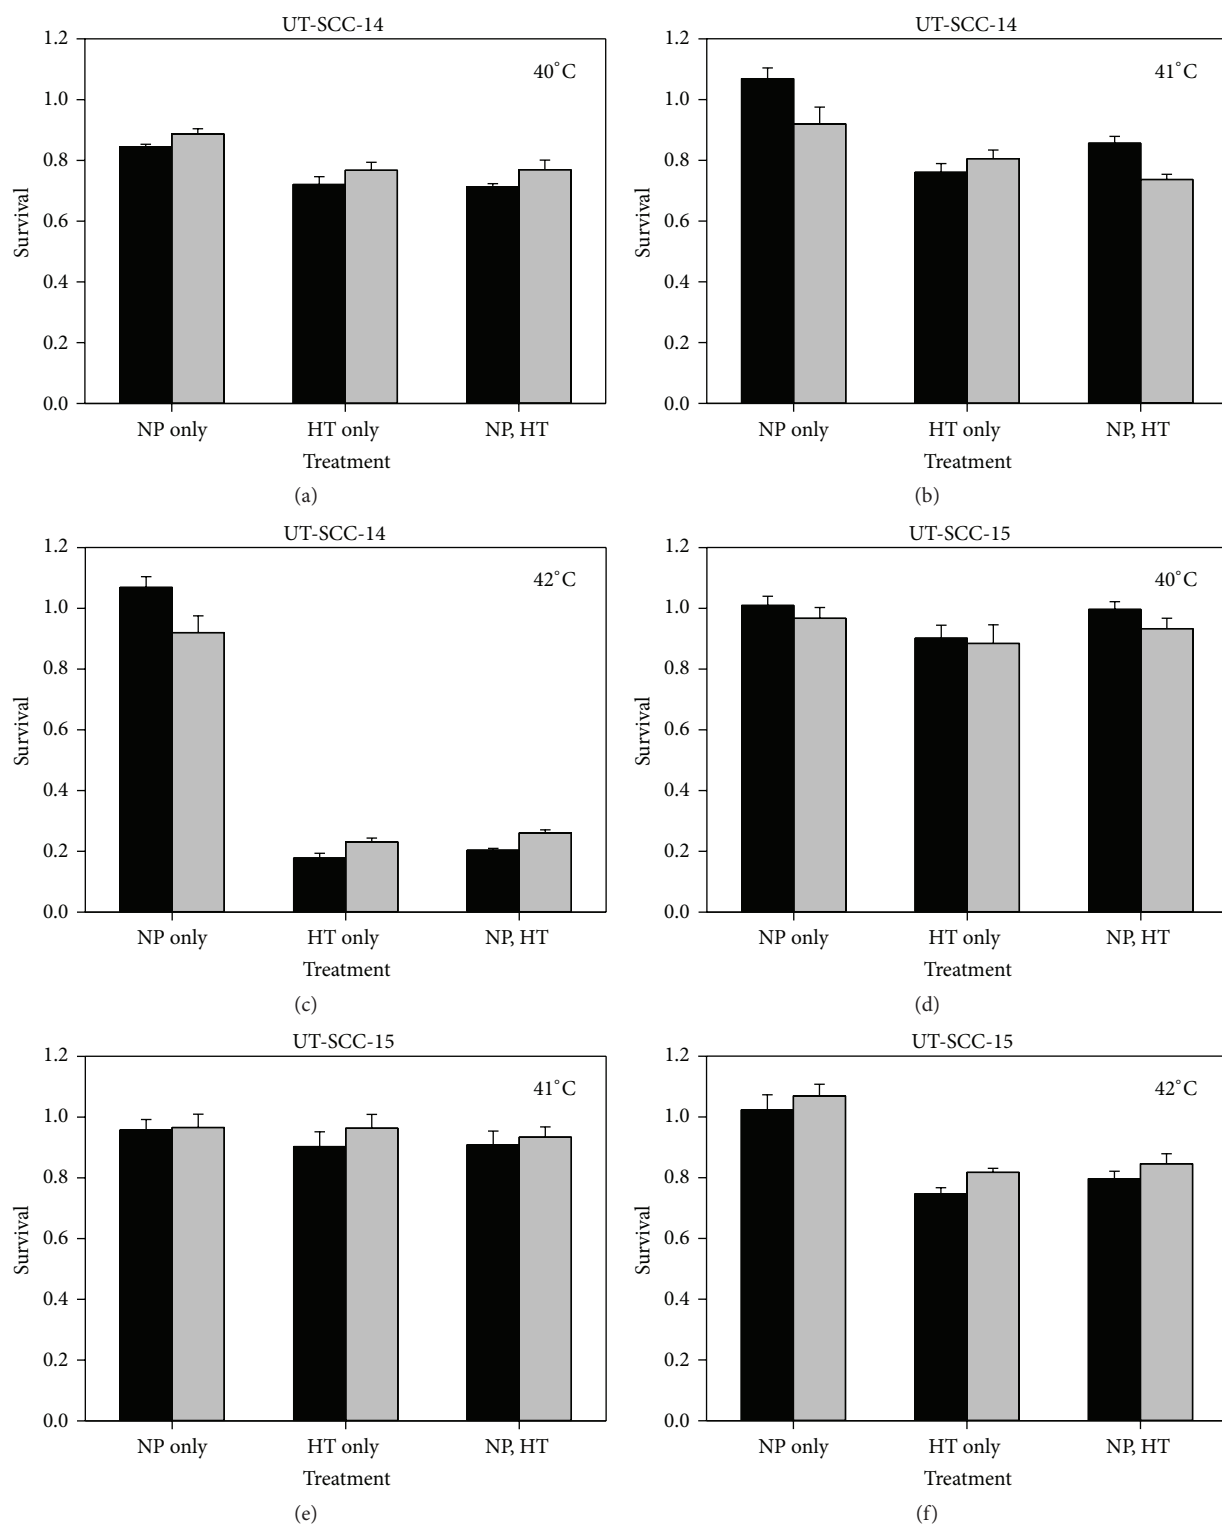 UT-SCC-14
40°C
1.2
1.0
0.8
0.6
0.4
0.2
0.0
Survival
NP only HT only NP, HT
Treatment
(a)
UT-SCC-14
41°C
1.2
1.0
0.8
0.6
0.4
0.2
0.0
Survival
NP only HT only NP, HT
Treatment
(b)
UT-SCC-14
42°C
1.2
1.0
0.8
0.6
0.4
0.2
0.0
Survival
NP only HT only NP, HT
Treatment
(c)
UT-SCC-15
40°C
1.2
1.0
0.8
0.6
0.4
0.2
0.0
Survival
NP only HT only NP, HT
Treatment
(d)
UT-SCC-15
41°C
1.2
1.0
0.8
0.6
0.4
0.2
0.0
Survival
NP only HT only NP, HT
Treatment
(e)
UT-SCC-15
42°C
1.2
1.0
0.8
0.6
0.4
0.2
0.0
Survival
NP only HT only NP, HT
Treatment
(f)